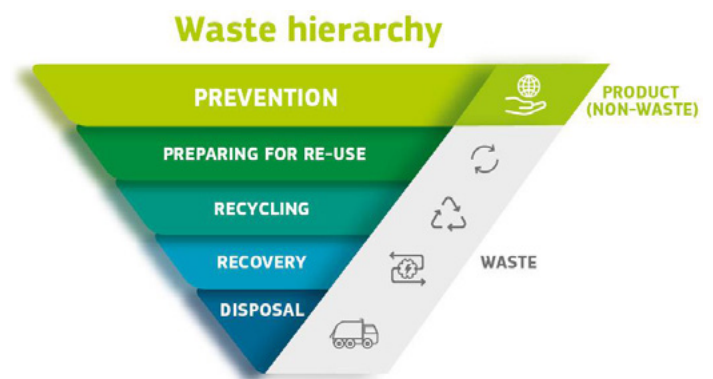 Waste hierarchy
PREVENTION
PRODUCT
(NON-WASTE)
PREPARING FOR RE-USE
RECYCLING
RECOVERY
WASTE
DISPOSAL